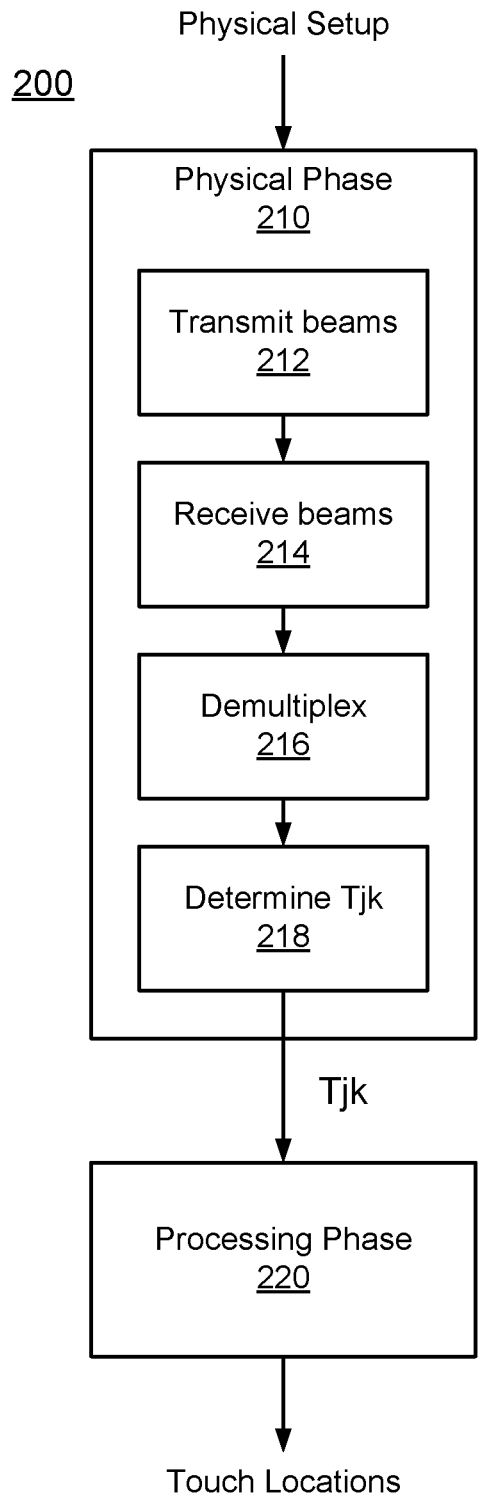 Physical Setup
200
Physical Phase
210
Transmit beams
212
Receive beams
214
Demultiplex
216
Determine Tjk
218
Tjk
Processing Phase
220
Touch Locations